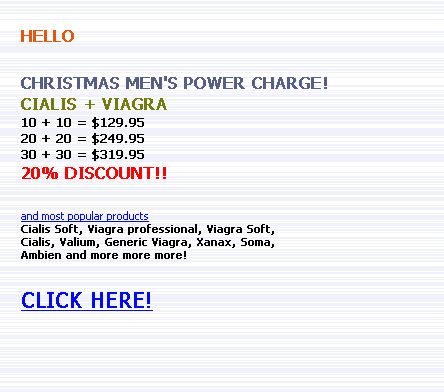 HELLO
CHRISTMAS MEN'S POWER CHARGE!
CIALIS + VIAGRA
10 + 10 = $129.95
20 + 20 = $249.95
30 + 30 = $319.95
20% DISCOUNT!!
and most popular products
Cialis Soft, Viagra professional, Viagra Soft,
Cialis, Valium, Generic Viagra, Xanax, Soma,
Ambien and more more more!
CLICK HERE!